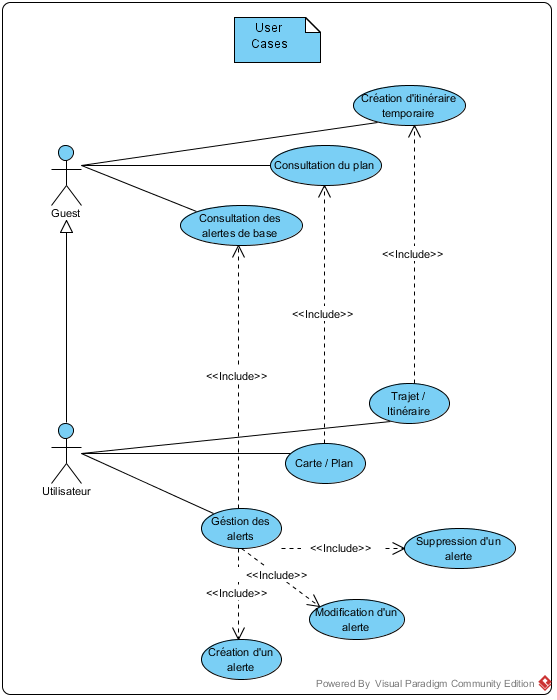 User
Cases
Création d'itinéraire
temporaire
Consultation du plan
Guest
Consultation des
alertes de base
<<Include>>
<<Include>>
<<Include>>
Trajet /
Itinéraire
Utilisateur
Carte / Plan
Géstion des
alerts
<<Include>>
Suppression d'un
alerte
<<Include>>
<<Include>>
Modification d'un
alerte
Création d'un
alerte
Powered By Visual Paradigm Community Edition